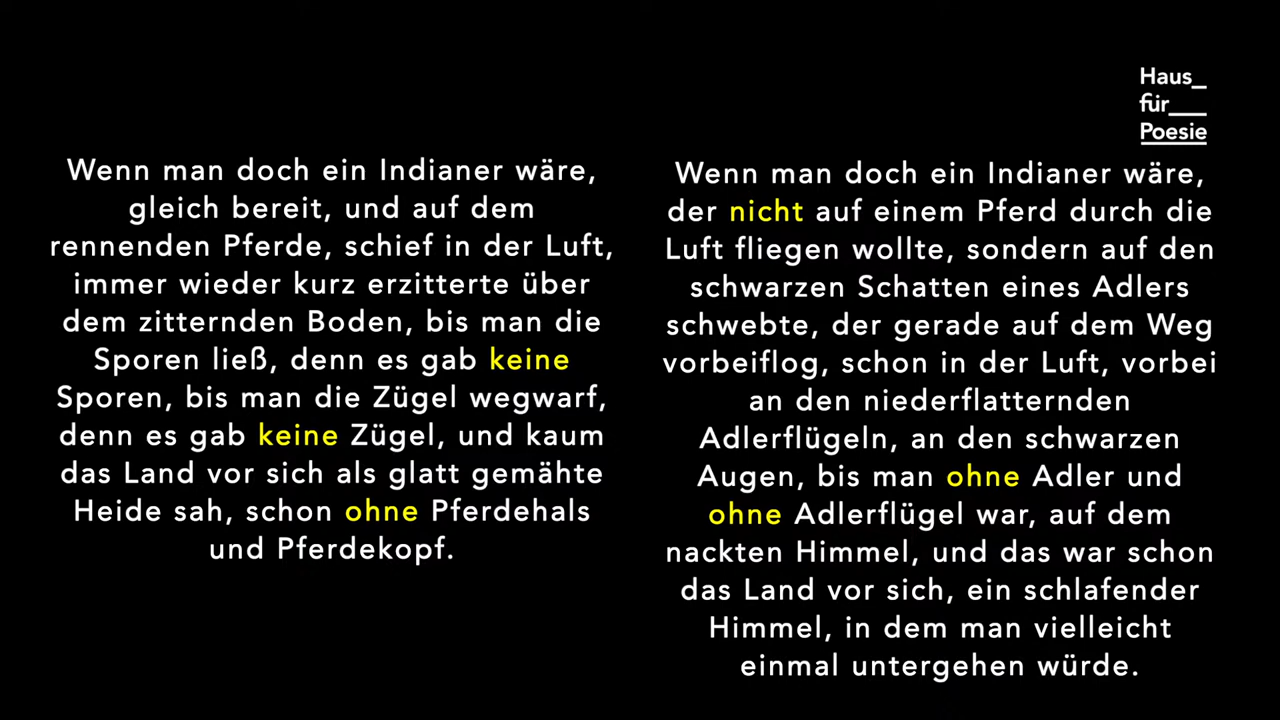 Haus_
für__
Poesie
Wenn man doch ein Indianer wäre,
gleich bereit, und auf dem
rennenden Pferde, schief in der Luft,
immer wieder kurz erzitterte über
dem zitternden Boden, bis man die
Sporen ließ, denn es gab keine
Sporen, bis man die Zügel wegwarf,
denn es gab keine Zügel, und kaum
das Land vor sich als glatt gemähte
Heide sah, schon ohne Pferdehals
und Pferdekopf.
Wenn man doch ein Indianer wäre,
der nicht auf einem Pferd durch die
Luft fliegen wollte, sondern auf den
schwarzen Schatten eines Adlers
schwebte, der gerade auf dem Weg
vorbeiflog, schon in der Luft, vorbei
an den niederflatternden
Adlerflügeln, an den schwarzen
Augen, bis man ohne Adler und
ohne Adlerflügel war, auf dem
nackten Himmel, und das war schon
das Land vor sich, ein schlafender
Himmel, in dem man vielleicht
einmal untergehen würde.